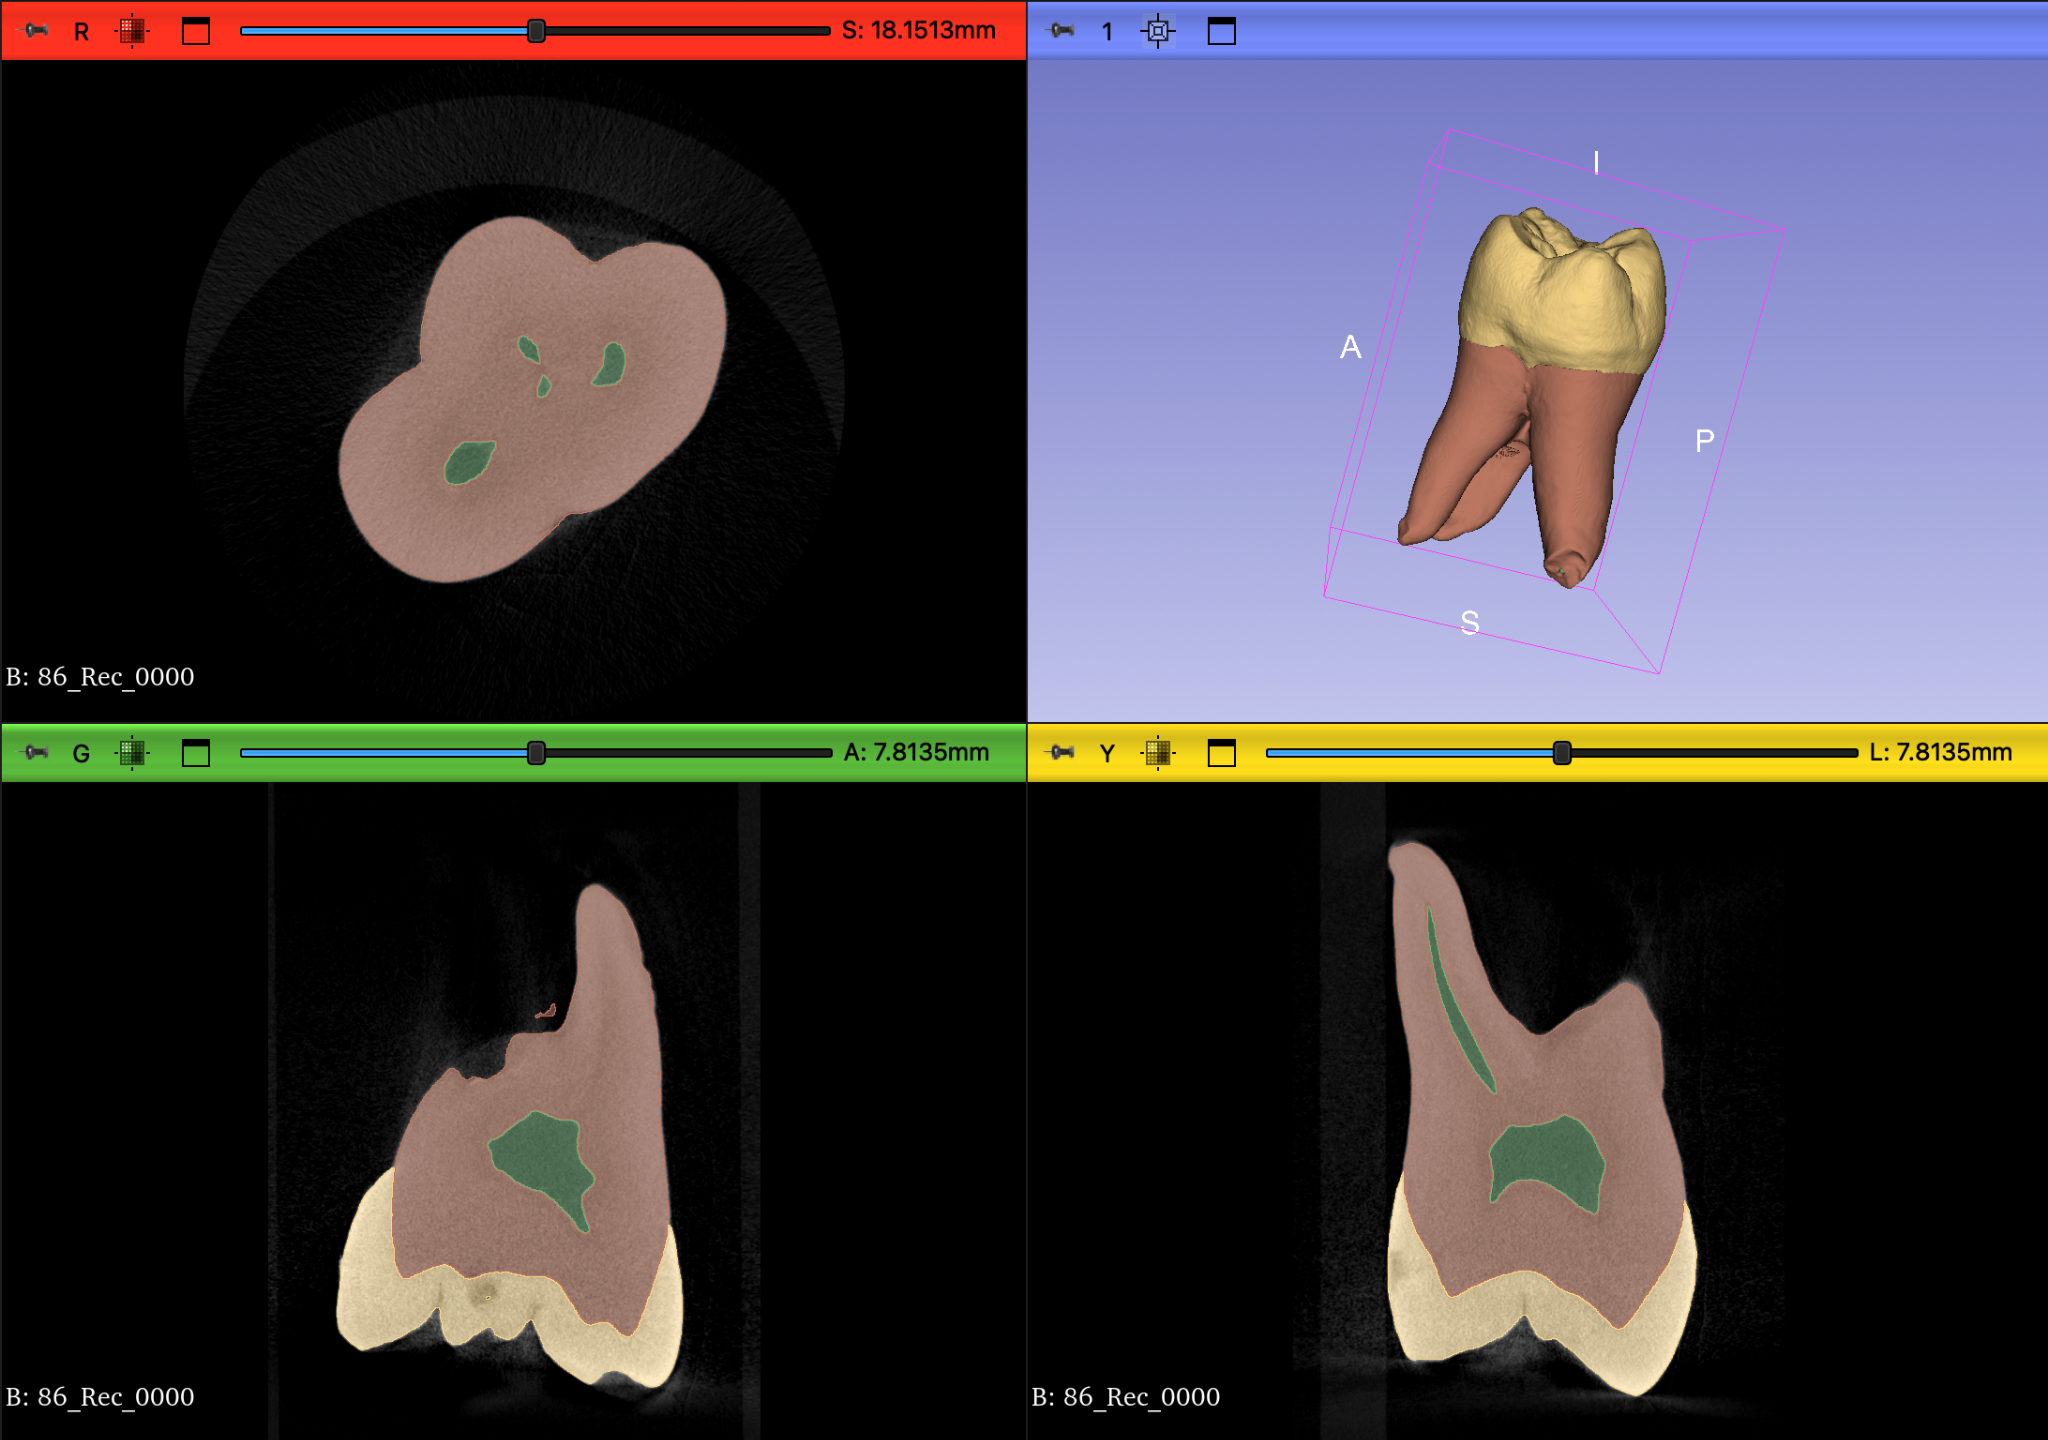 R S: 18.1513mm
1
I
A
P
S
B: 86_Rec_0000
G A: 7.8135mm
Y L: 7.8135mm
B: 86_Rec_0000
B: 86_Rec_0000